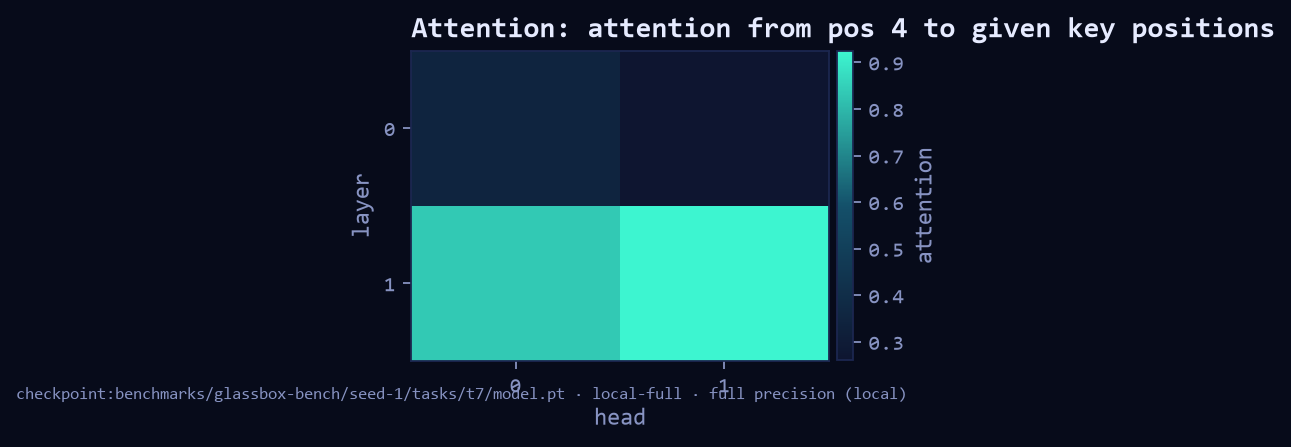 Attention: attention from pos 4 to given key positions
0
1
layer
0.9
0.8
0.7
0.6
0.5
0.4
0.3
attention
0
1
checkpoint:benchmarks/glassbox-bench/seed-1/tasks/t7/model.pt · local-full · full precision (local)
head